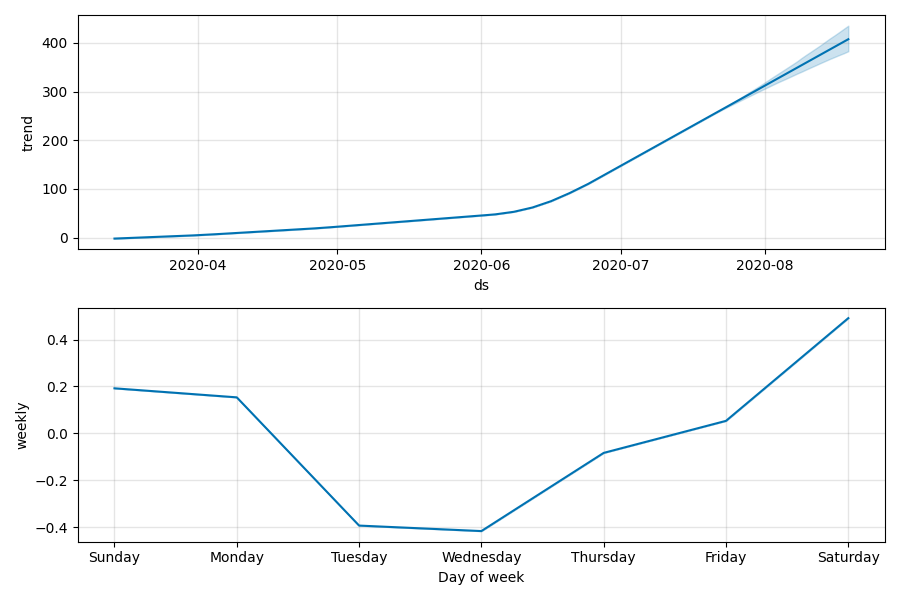 400
300
200
100
0
trend
2020-04 2020-05 2020-06 2020-07 2020-08
ds
0.4
0.2
0.0
−0.2
−0.4
weekly
Sunday Monday Tuesday Wednesday Thursday Friday Saturday
Day of week